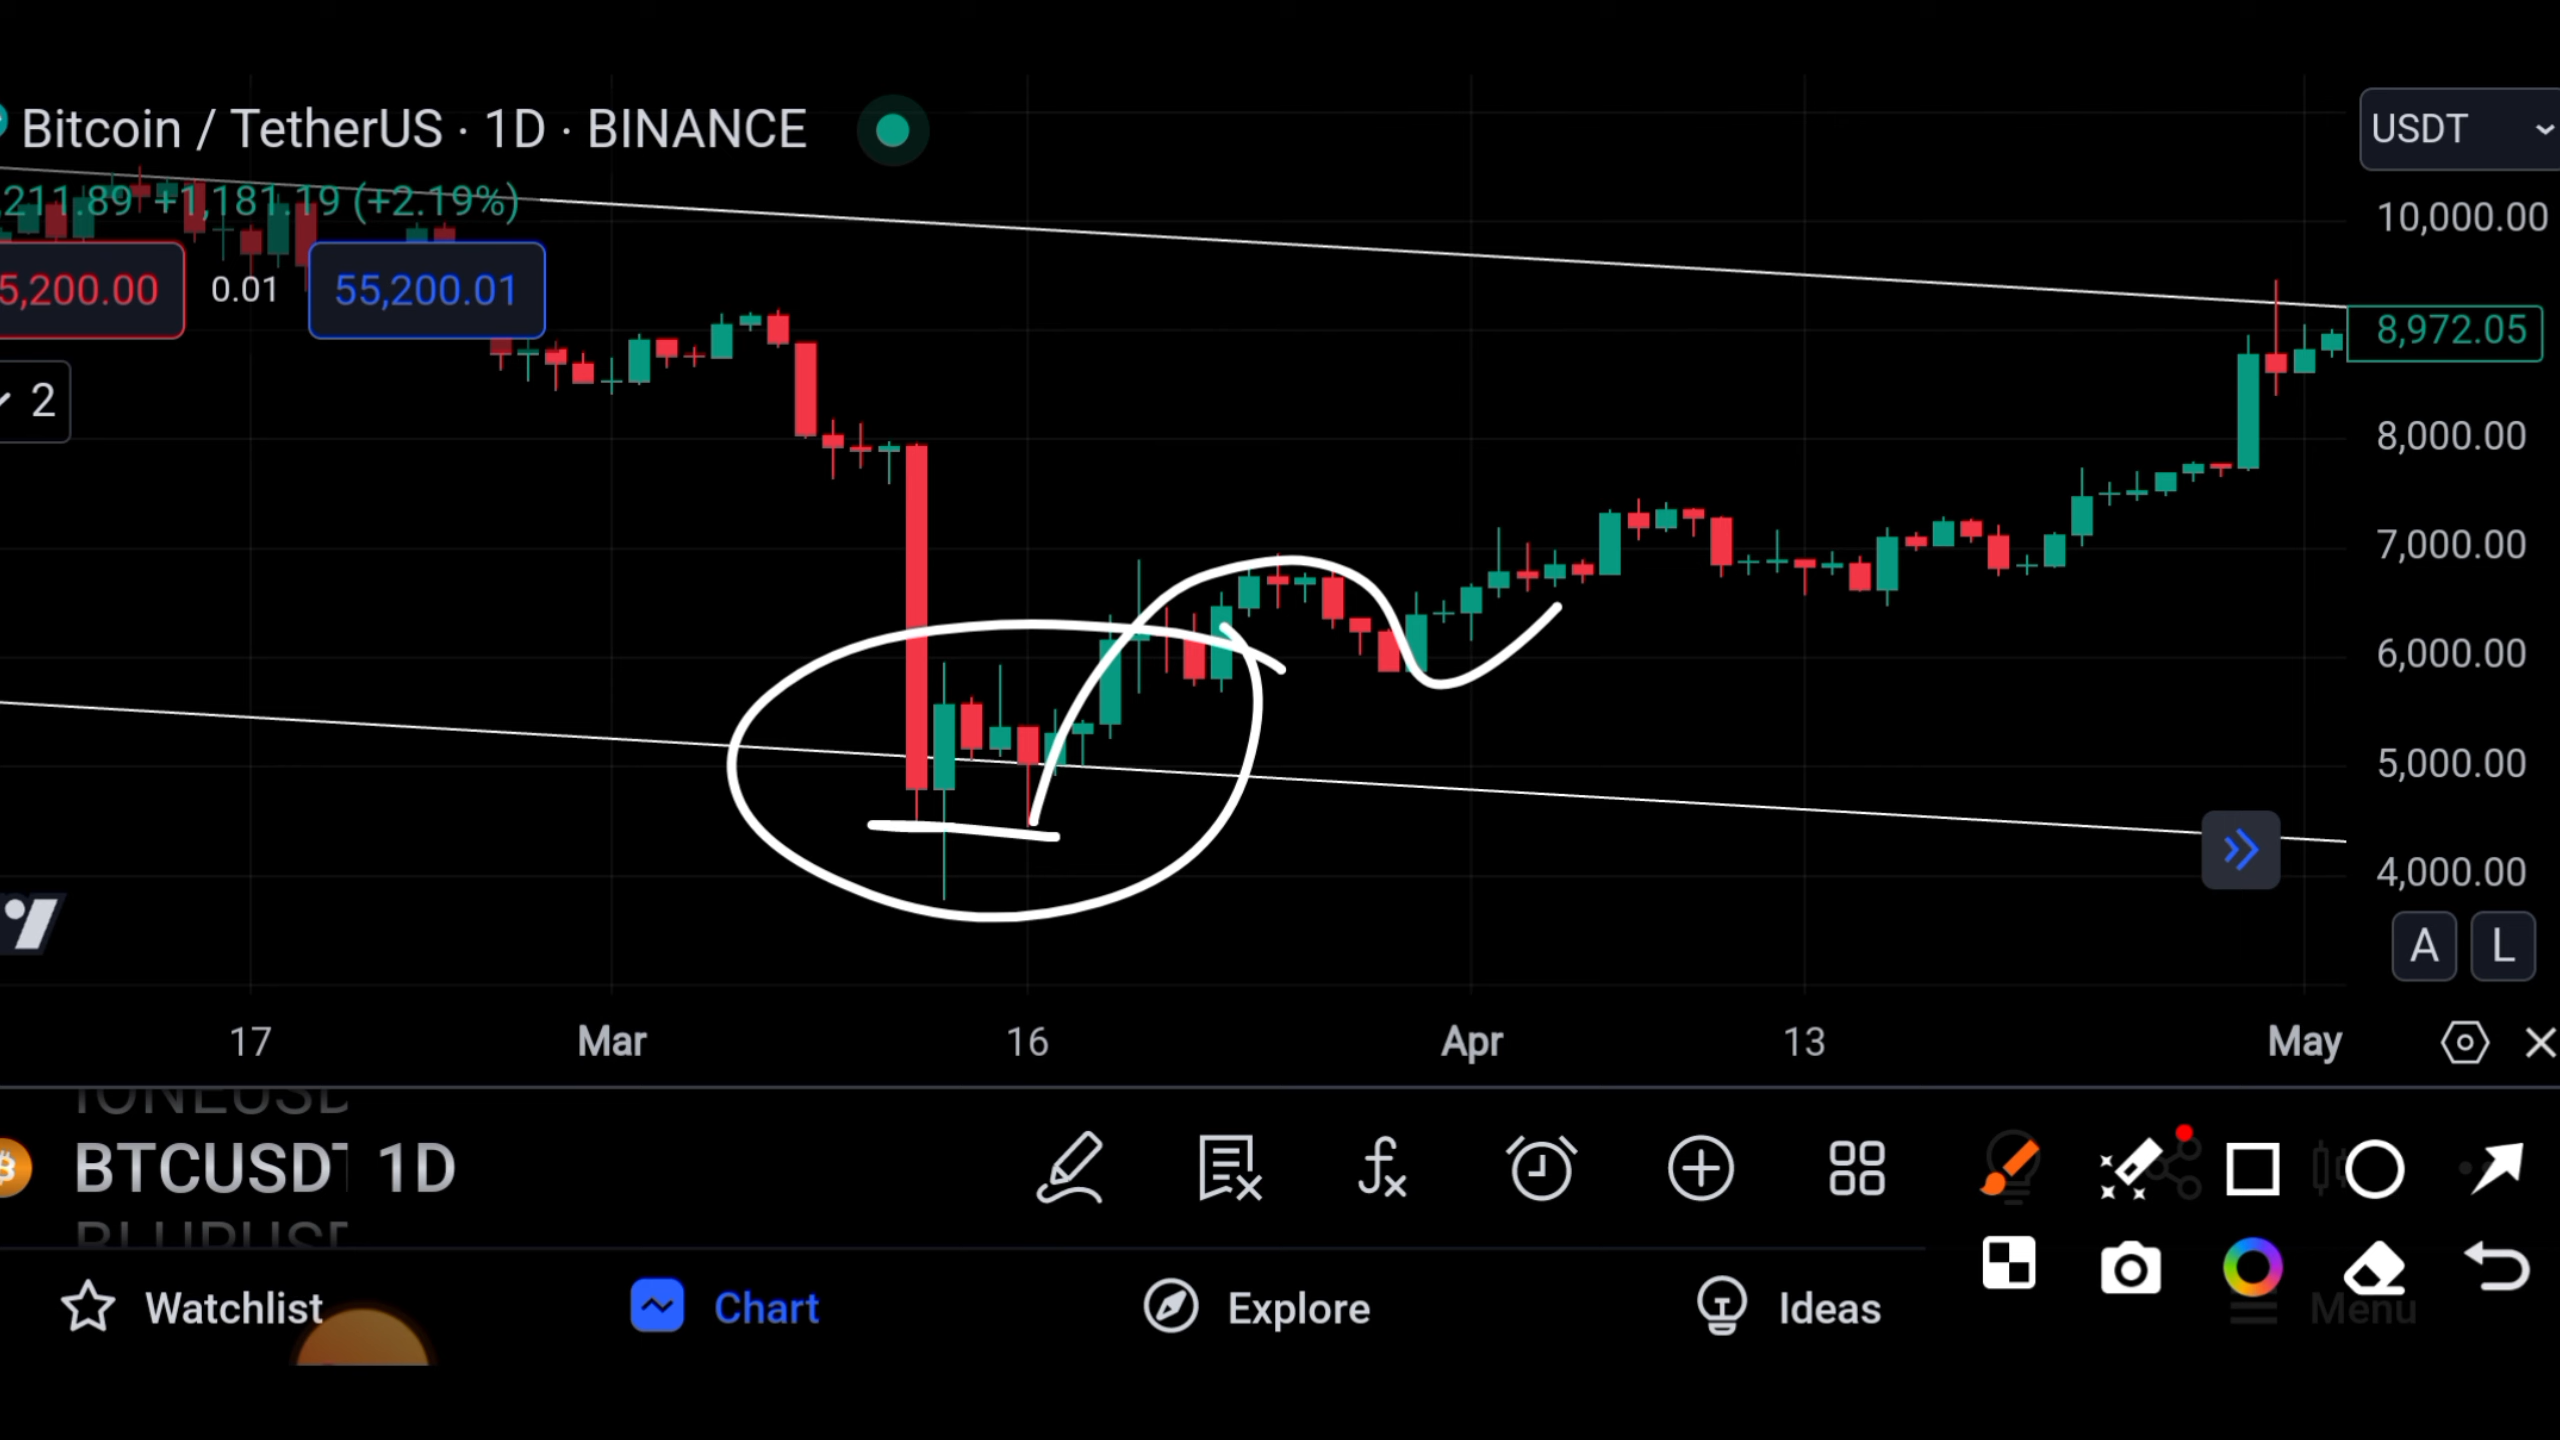 Bitcoin / TetherUS · 1D · BINANCE
USDT
211.89 +1,181.19 (+2.19%)
10,000.00
5,200.00 0.01 55,200.01
8,972.05
2
8,000.00
7,000.00
6,000.00
5,000.00
4,000.00
A L
17 Mar 16 Apr 13 May
BTCUSDT 1D
Watchlist Chart Explore Ideas Menu